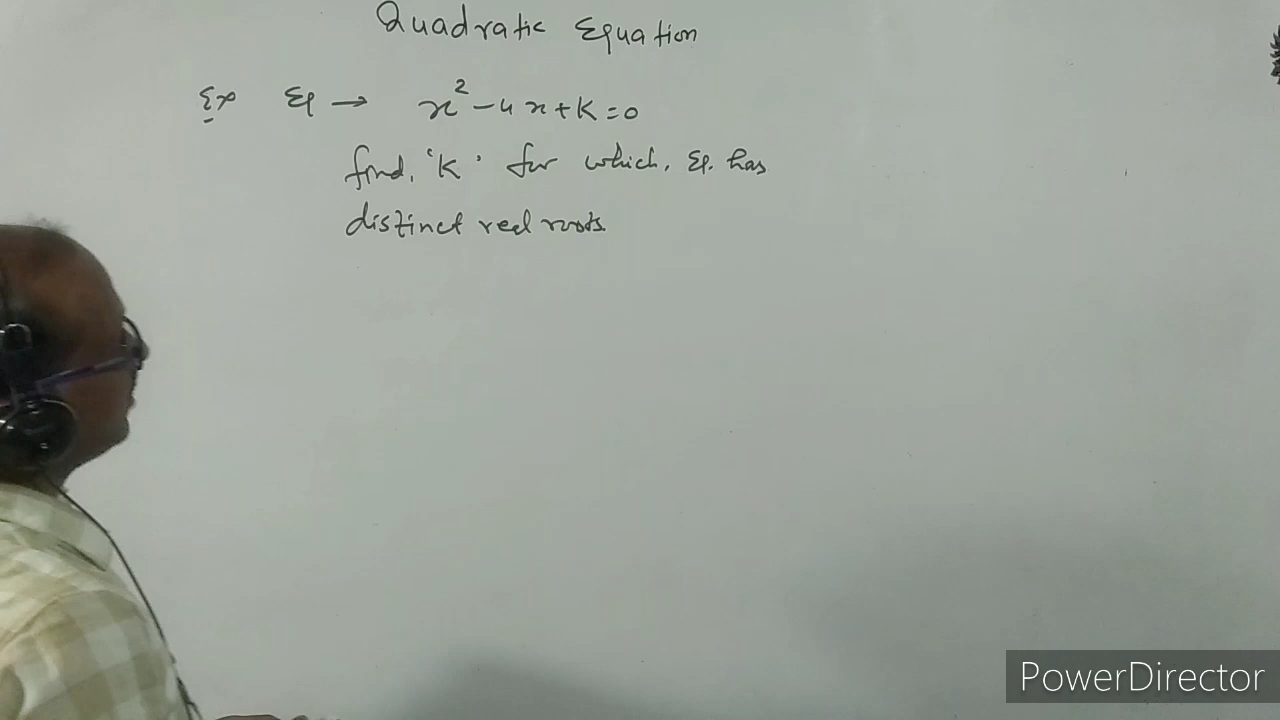 Quadratic Equation
Ex Eq → x² - 4x + K = 0
find, 'K' for which, Eq. has
distinct real roots.
PowerDirector